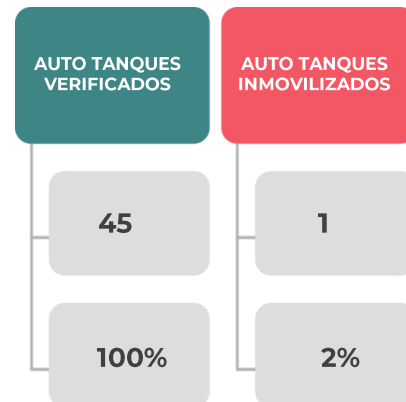 AUTO TANQUES
VERIFICADOS
45
100%
AUTO TANQUES
INMOVILIZADOS
1
2%